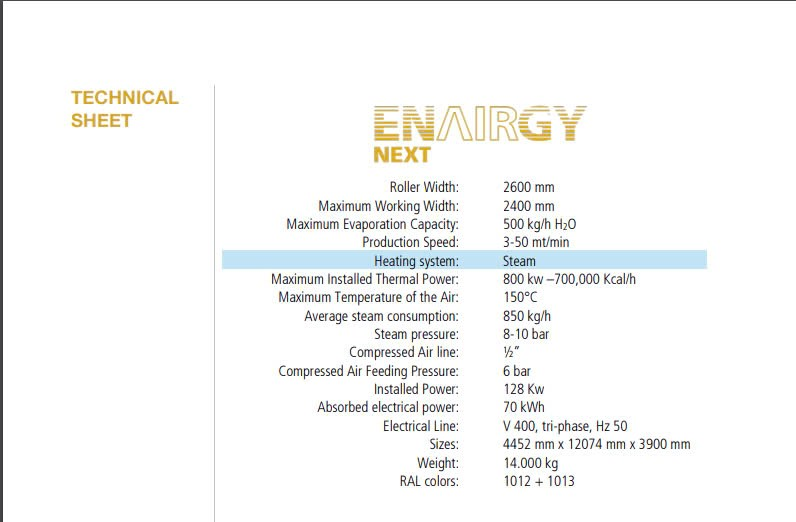 TECHNICAL
SHEET
ENAIRGY
NEXT
Roller Width: 2600 mm
Maximum Working Width: 2400 mm
Maximum Evaporation Capacity: 500 kg/h H₂O
Production Speed: 3-50 mt/min
Heating system: Steam
Maximum Installed Thermal Power: 800 kw –700,000 Kcal/h
Maximum Temperature of the Air: 150°C
Average steam consumption: 850 kg/h
Steam pressure: 8-10 bar
Compressed Air line: ½”
Compressed Air Feeding Pressure: 6 bar
Installed Power: 128 Kw
Absorbed electrical power: 70 kWh
Electrical Line: V 400, tri-phase, Hz 50
Sizes: 4452 mm x 12074 mm x 3900 mm
Weight: 14.000 kg
RAL colors: 1012 + 1013